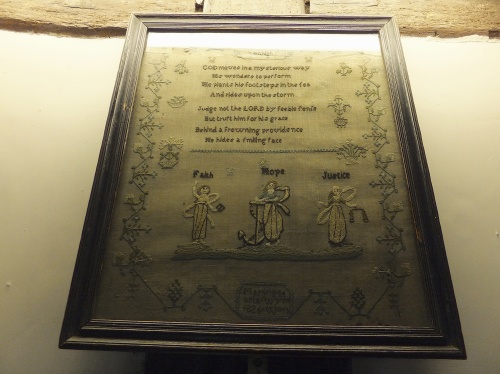 GOD moves in a mysterious way
His wonders to perform
He plants his footsteps in the sea
And rides upon the storm
Judge not the LORD by feeble sense
But trust him for his grace
Behind a frowning providence
He hides a smiling face
Faith
Hope
Justice